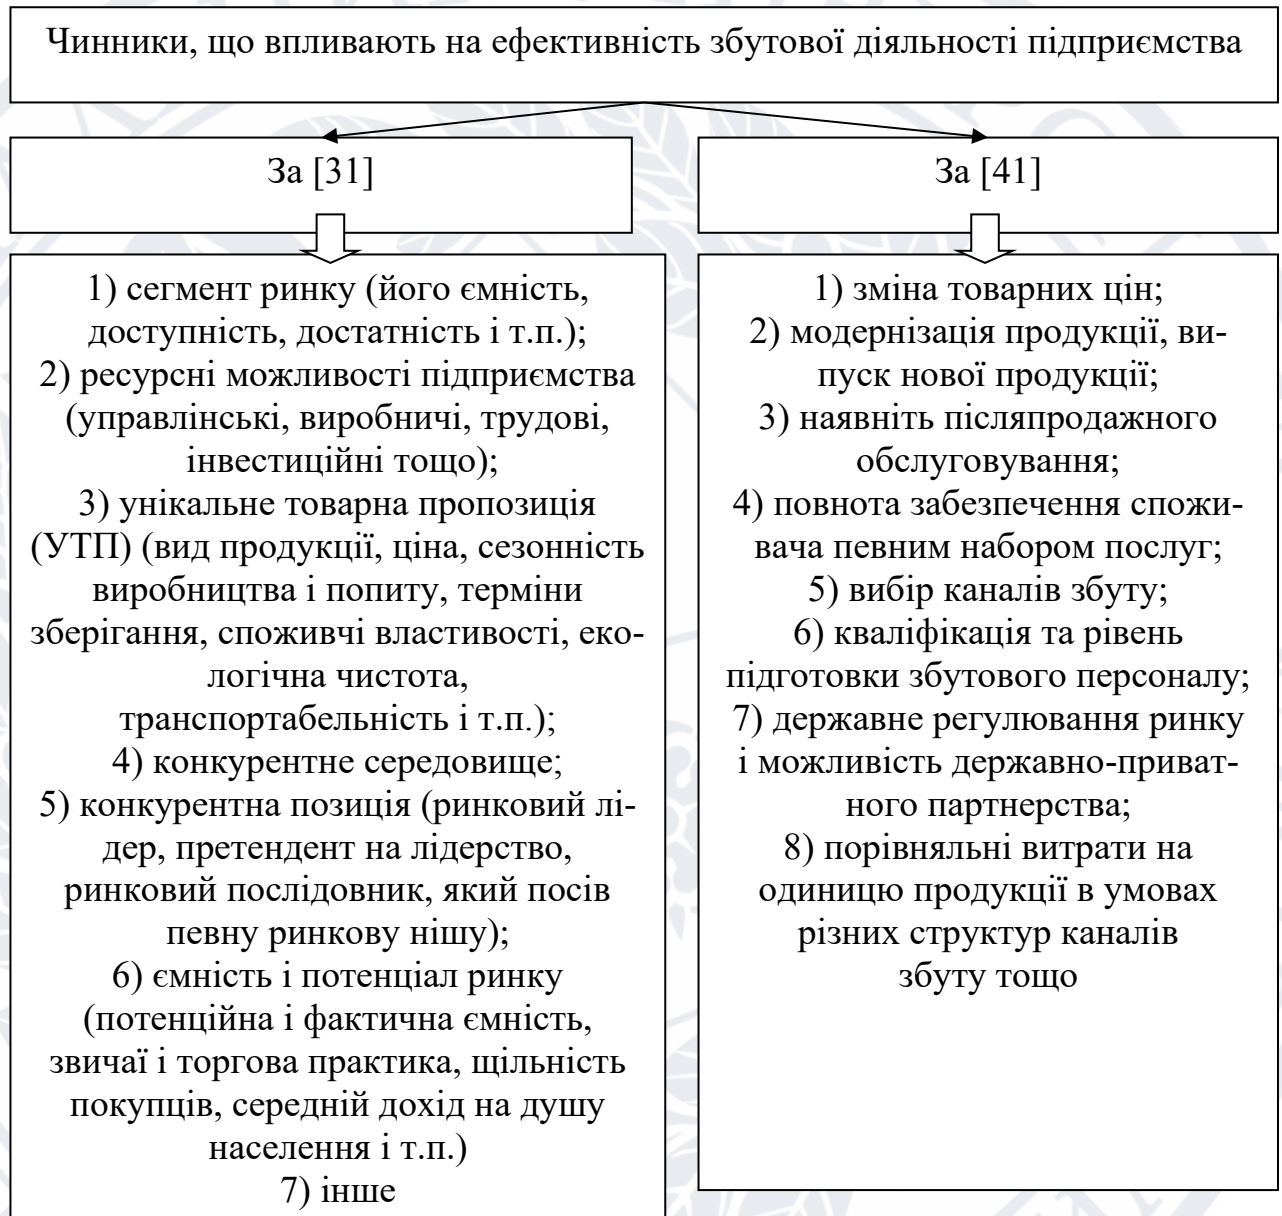 Чинники, що впливають на ефективність збутової діяльності підприємства
За [31]
1) сегмент ринку (його ємність,
доступність, достатність і т.п.);
2) ресурсні можливості підприємства
(управлінські, виробничі, трудові,
інвестиційні тощо);
3) унікальне товарна пропозиція
(УТП) (вид продукції, ціна, сезонність
виробництва і попиту, терміни
зберігання, споживчі властивості, еко-
логічна чистота,
транспортабельність і т.п.);
4) конкурентне середовище;
5) конкурентна позиція (ринковий лі-
дер, претендент на лідерство,
ринковий послідовник, який посів
певну ринкову нішу);
6) ємність і потенціал ринку
(потенційна і фактична ємність,
звичаї і торгова практика, щільність
покупців, середній дохід на душу
населення і т.п.)
7) інше
За [41]
1) зміна товарних цін;
2) модернізація продукції, ви-
пуск нової продукції;
3) наявніть післяпродажного
обслуговування;
4) повнота забезпечення спожи-
вача певним набором послуг;
5) вибір каналів збуту;
6) кваліфікація та рівень
підготовки збутового персоналу;
7) державне регулювання ринку
і можливість державно-приват-
ного партнерства;
8) порівняльні витрати на
одиницю продукції в умовах
різних структур каналів
збуту тощо